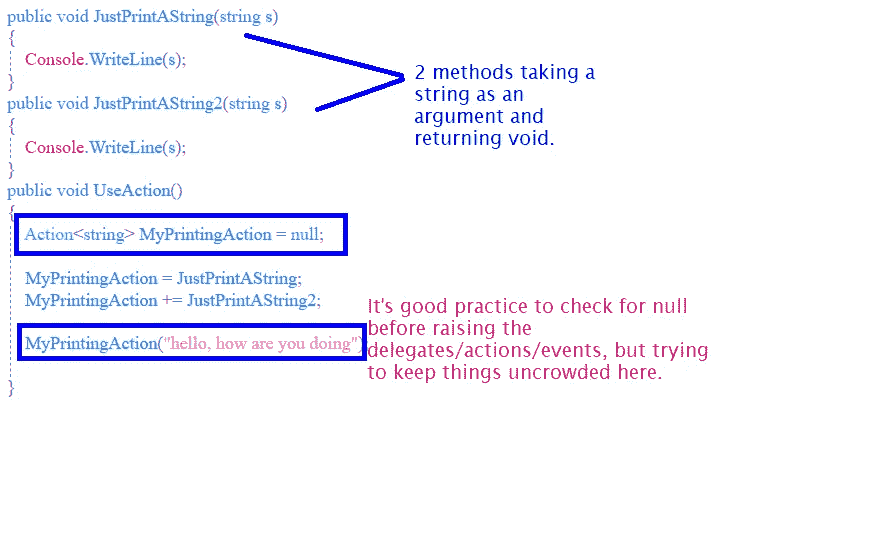 public void JustPrintAString(string s)
{
Console.WriteLine(s);
}
public void JustPrintAString2(string s)
{
Console.WriteLine(s);
}
public void UseAction()
{
Action<string> MyPrintingAction = null;
MyPrintingAction = JustPrintAString;
MyPrintingAction += JustPrintAString2;
MyPrintingAction("hello, how are you doing")
}
2 methods taking a
string as an
argument and
returning void.
It's good practice to check for null
before raising the
delegates/actions/events, but trying
to keep things uncrowded here.